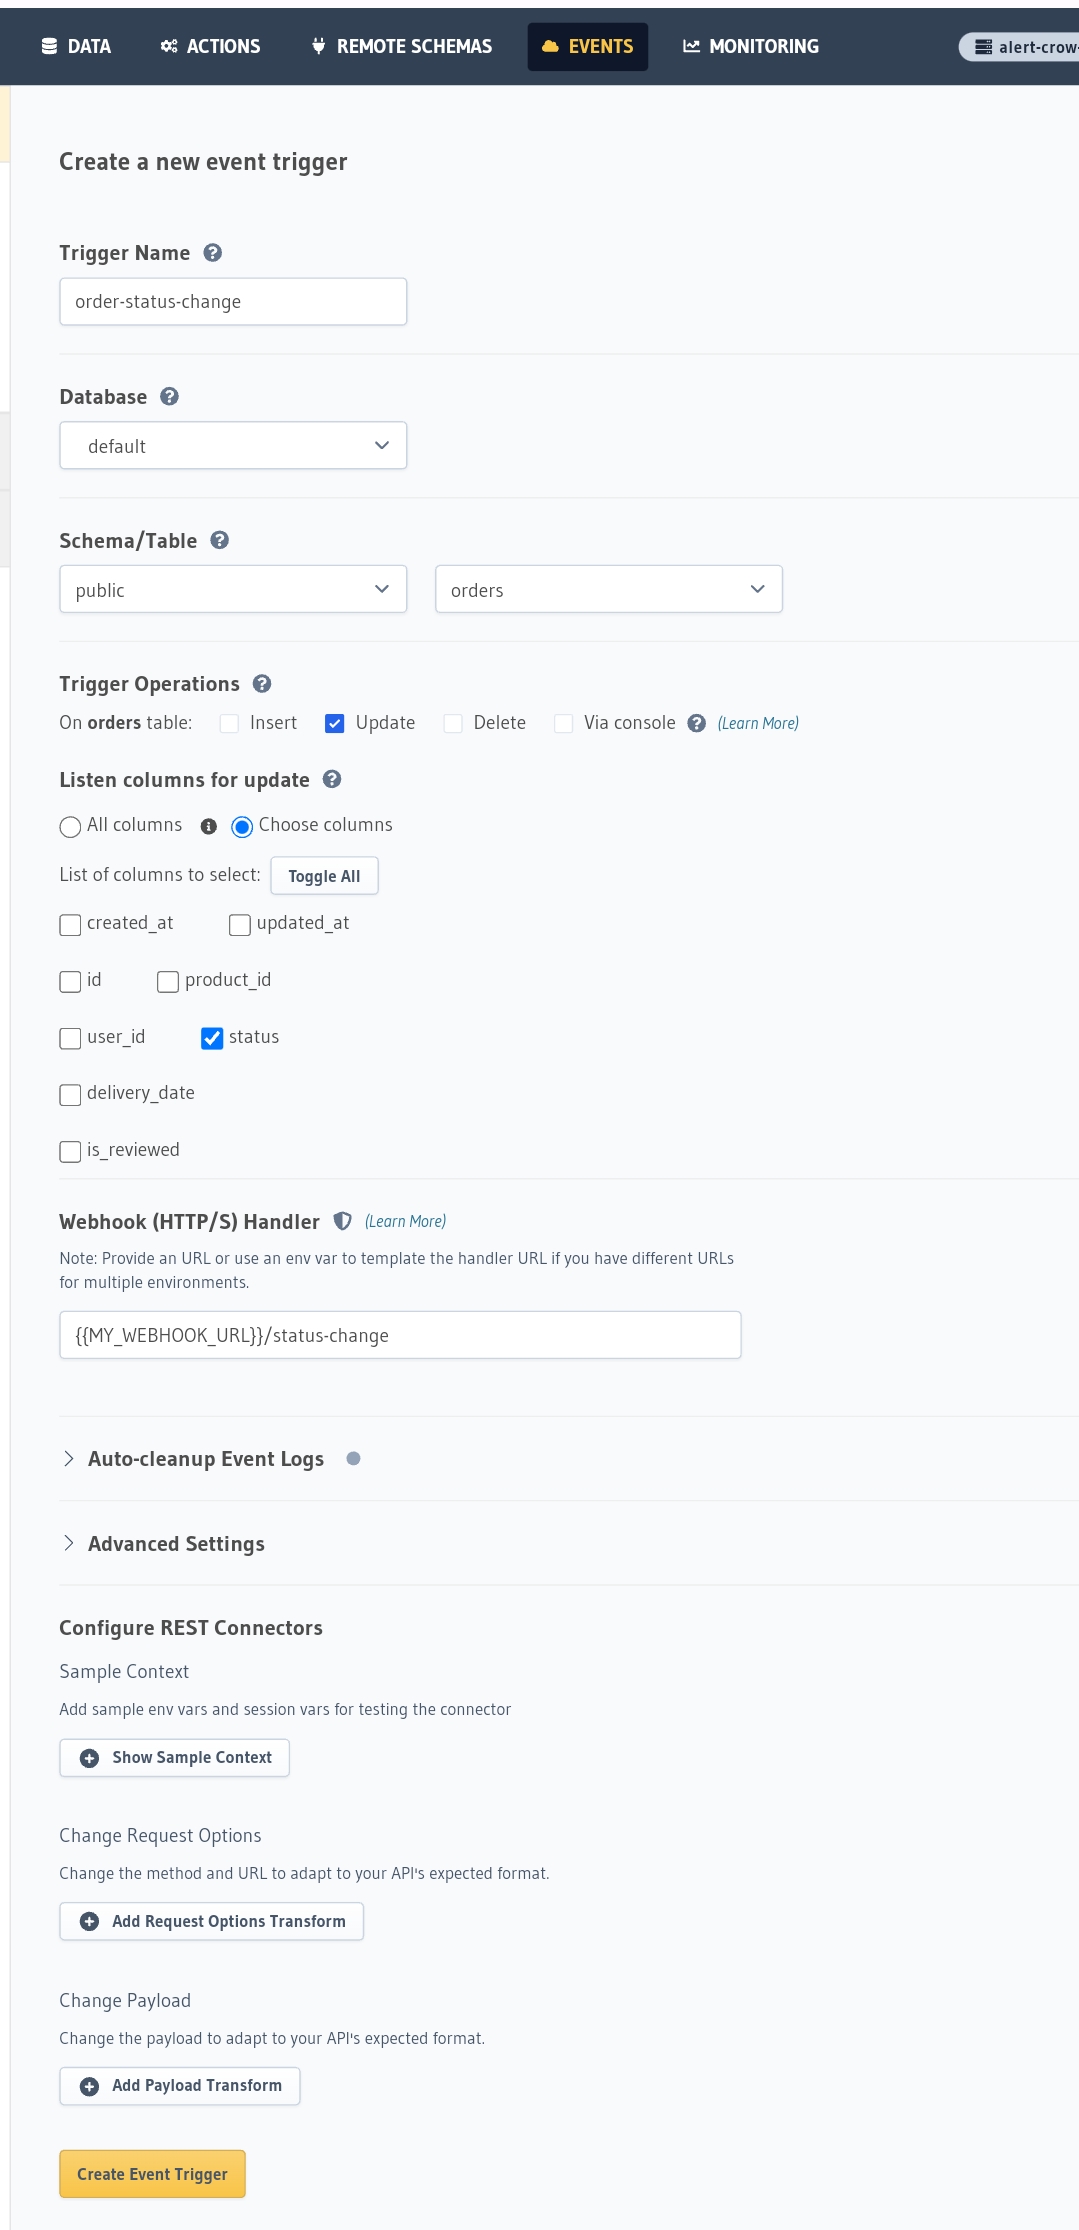 DATA ACTIONS REMOTE SCHEMAS EVENTS MONITORING alert-crow-
Create a new event trigger
Trigger Name
order-status-change
Database
default
Schema/Table
public orders
Trigger Operations
On orders table: Insert Update Delete Via console (Learn More)
Listen columns for update
All columns Choose columns
List of columns to select: Toggle All
created_at updated_at
id product_id
user_id status
delivery_date
is_reviewed
Webhook (HTTP/S) Handler (Learn More)
Note: Provide an URL or use an env var to template the handler URL if you have different URLs
for multiple environments.
{{MY_WEBHOOK_URL}}/status-change
Auto-cleanup Event Logs
Advanced Settings
Configure REST Connectors
Sample Context
Add sample env vars and session vars for testing the connector
Show Sample Context
Change Request Options
Change the method and URL to adapt to your API's expected format.
Add Request Options Transform
Change Payload
Change the payload to adapt to your API's expected format.
Add Payload Transform
Create Event Trigger